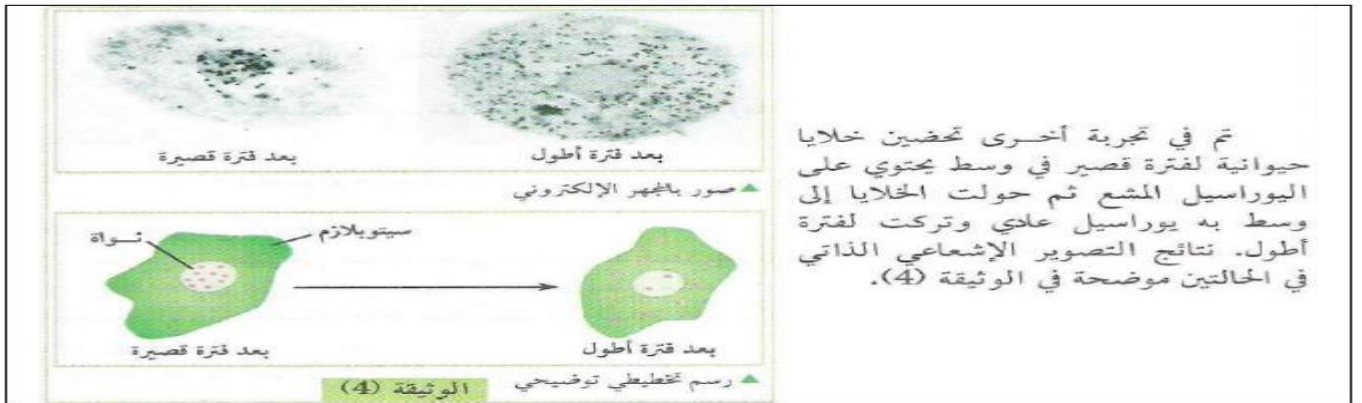 تم في تجربة أخرى تحضين خلايا
حيوانية لفترة قصير في وسط يحتوي على
اليوراسيل المشع ثم حولت الخلايا إلى
وسط به يوراسيل عادي وتركت لفترة
أطول. نتائج التصوير الإشعاعي الذاتي
في الحالتين موضحة في الوثيقة (4).
بعد فترة أطول
بعد فترة قصيرة
صور بالمجهر الإلكتروني
سيتوبلازم
نواة
بعد فترة أطول
بعد فترة قصيرة
رسم تخطيطي توضيحي
الوثيقة (4)